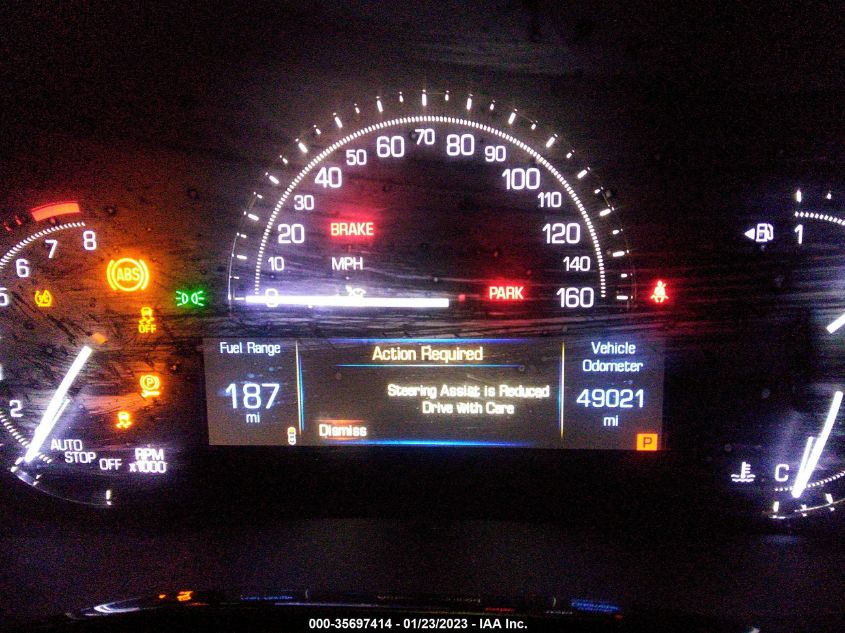 70
60 80
50 90
40 100
30 110
BRAKE
20 120
8
7
6
5
ABS
10 MPH 140
0 PARK 160
OFF
1
Fuel Range
187
mi
Action Required
Steering Assist is Reduced
Drive with Care
Dismiss
Vehicle
Odometer
49021
mi
P
2
AUTO
STOP OFF
RPM
x1000
C
000-35697414 - 01/23/2023 - IAA Inc.